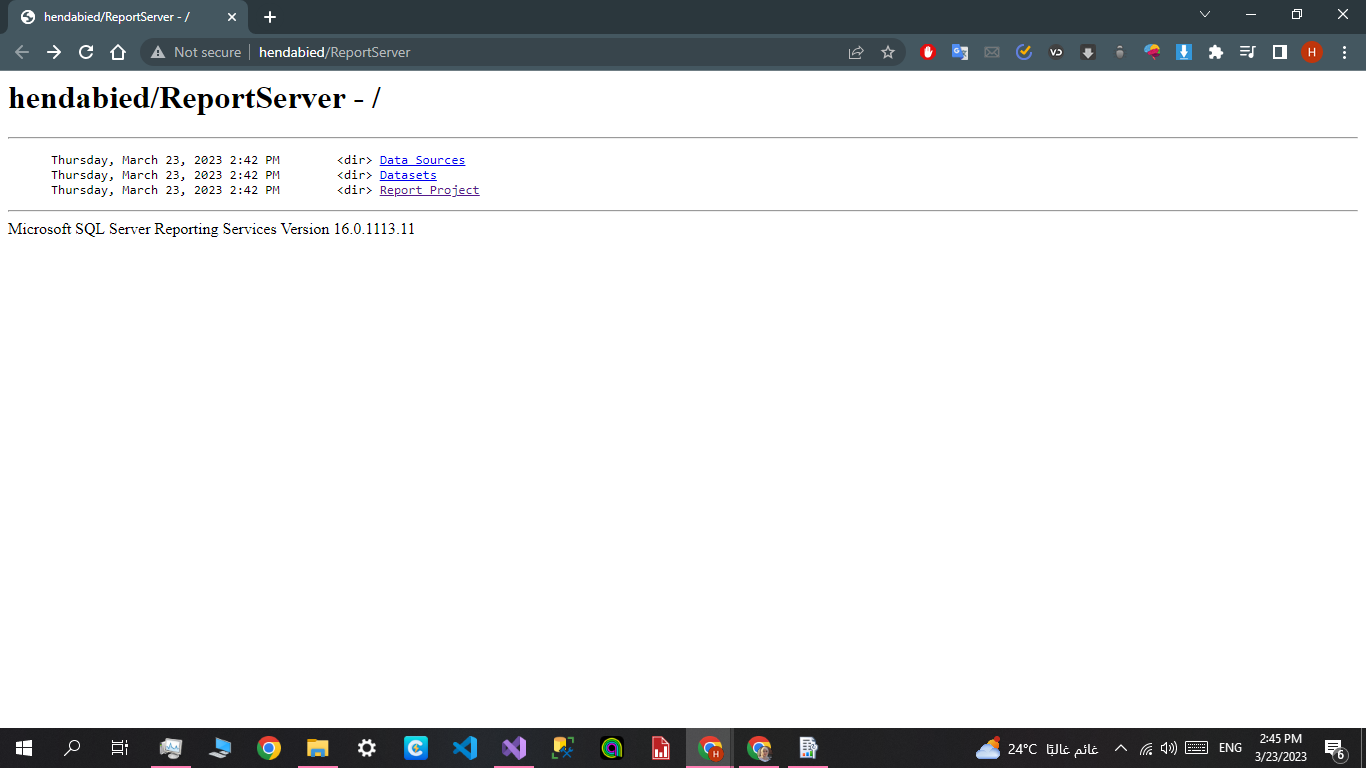 hendabied/ReportServer - /
Not secure hendabied/ReportServer
VD
H
hendabied/ReportServer - /
Thursday, March 23, 2023 2:42 PM <dir> Data Sources
Thursday, March 23, 2023 2:42 PM <dir> Datasets
Thursday, March 23, 2023 2:42 PM <dir> Report Project
Microsoft SQL Server Reporting Services Version 16.0.1113.11
24°C غائم غالبًا
ENG
2:45 PM
3/23/2023
6